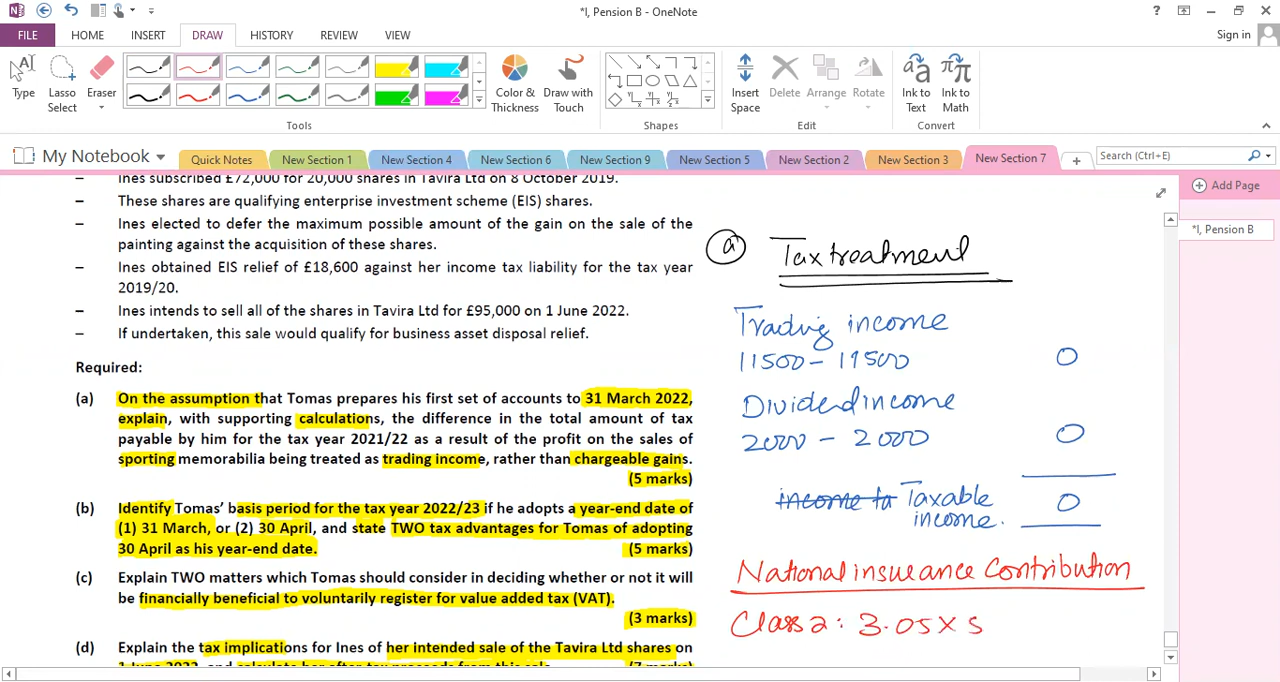 *I, Pension B - OneNote
FILE HOME INSERT DRAW HISTORY REVIEW VIEW
Sign in
Type Lasso Select Eraser Color & Thickness Draw with Touch Insert Space Delete Arrange Rotate Ink to Text Ink to Math
Tools Shapes Edit Convert
My Notebook Quick Notes New Section 1 New Section 4 New Section 6 New Section 9 New Section 5 New Section 2 New Section 3 New Section 7 Search (Ctrl+E)
Add Page
*I, Pension B
– Ines subscribed £72,000 for 20,000 shares in Tavira Ltd on 8 October 2019.
– These shares are qualifying enterprise investment scheme (EIS) shares.
– Ines elected to defer the maximum possible amount of the gain on the sale of the
painting against the acquisition of these shares.
– Ines obtained EIS relief of £18,600 against her income tax liability for the tax year
2019/20.
– Ines intends to sell all of the shares in Tavira Ltd for £95,000 on 1 June 2022.
– If undertaken, this sale would qualify for business asset disposal relief.
Required:
(a) On the assumption that Tomas prepares his first set of accounts to 31 March 2022,
explain, with supporting calculations, the difference in the total amount of tax
payable by him for the tax year 2021/22 as a result of the profit on the sales of
sporting memorabilia being treated as trading income, rather than chargeable gains.
(5 marks)
(b) Identify Tomas' basis period for the tax year 2022/23 if he adopts a year-end date of
(1) 31 March, or (2) 30 April, and state TWO tax advantages for Tomas of adopting
30 April as his year-end date. (5 marks)
(c) Explain TWO matters which Tomas should consider in deciding whether or not it will
be financially beneficial to voluntarily register for value added tax (VAT).
(3 marks)
(d) Explain the tax implications for Ines of her intended sale of the Tavira Ltd shares on
1 June 2022, and calculate her after-tax proceeds from this sale. (7 marks)
(a) Tax treatment
Trading income
11500 - 11500 0
Dividend income
2000 - 2000 0
income to Taxable 0
income.
National insurance Contribution
Class 2: 3.05 X 5